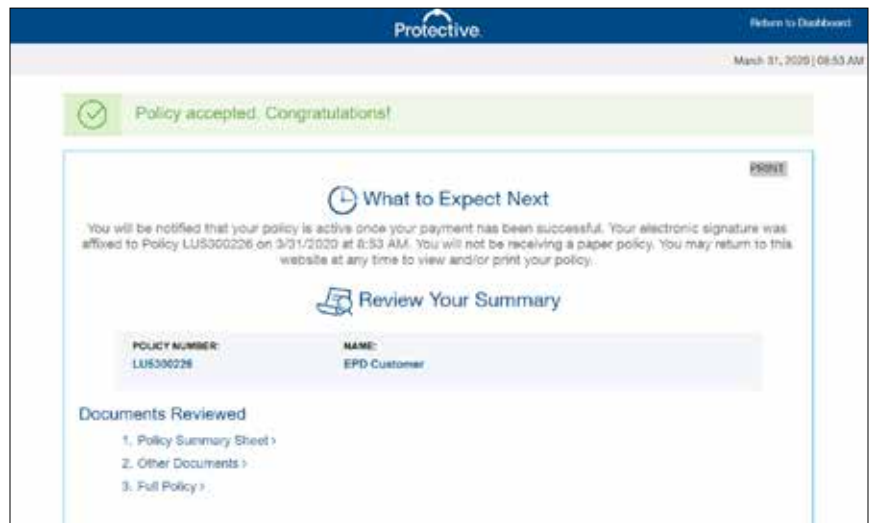 Protective
Return to Dashboard
March 31, 2020 | 08:53 AM
Policy accepted. Congratulations!
PRINT
What to Expect Next
You will be notified that your policy is active once your payment has been successful. Your electronic signature was
affixed to Policy LUS300226 on 3/31/2020 at 8:53 AM. You will not be receiving a paper policy. You may return to this
website at any time to view and/or print your policy.
Review Your Summary
POLICY NUMBER: NAME:
LUS300226 EPD Customer
Documents Reviewed
1. Policy Summary Sheet >
2. Other Documents >
3. Full Policy >